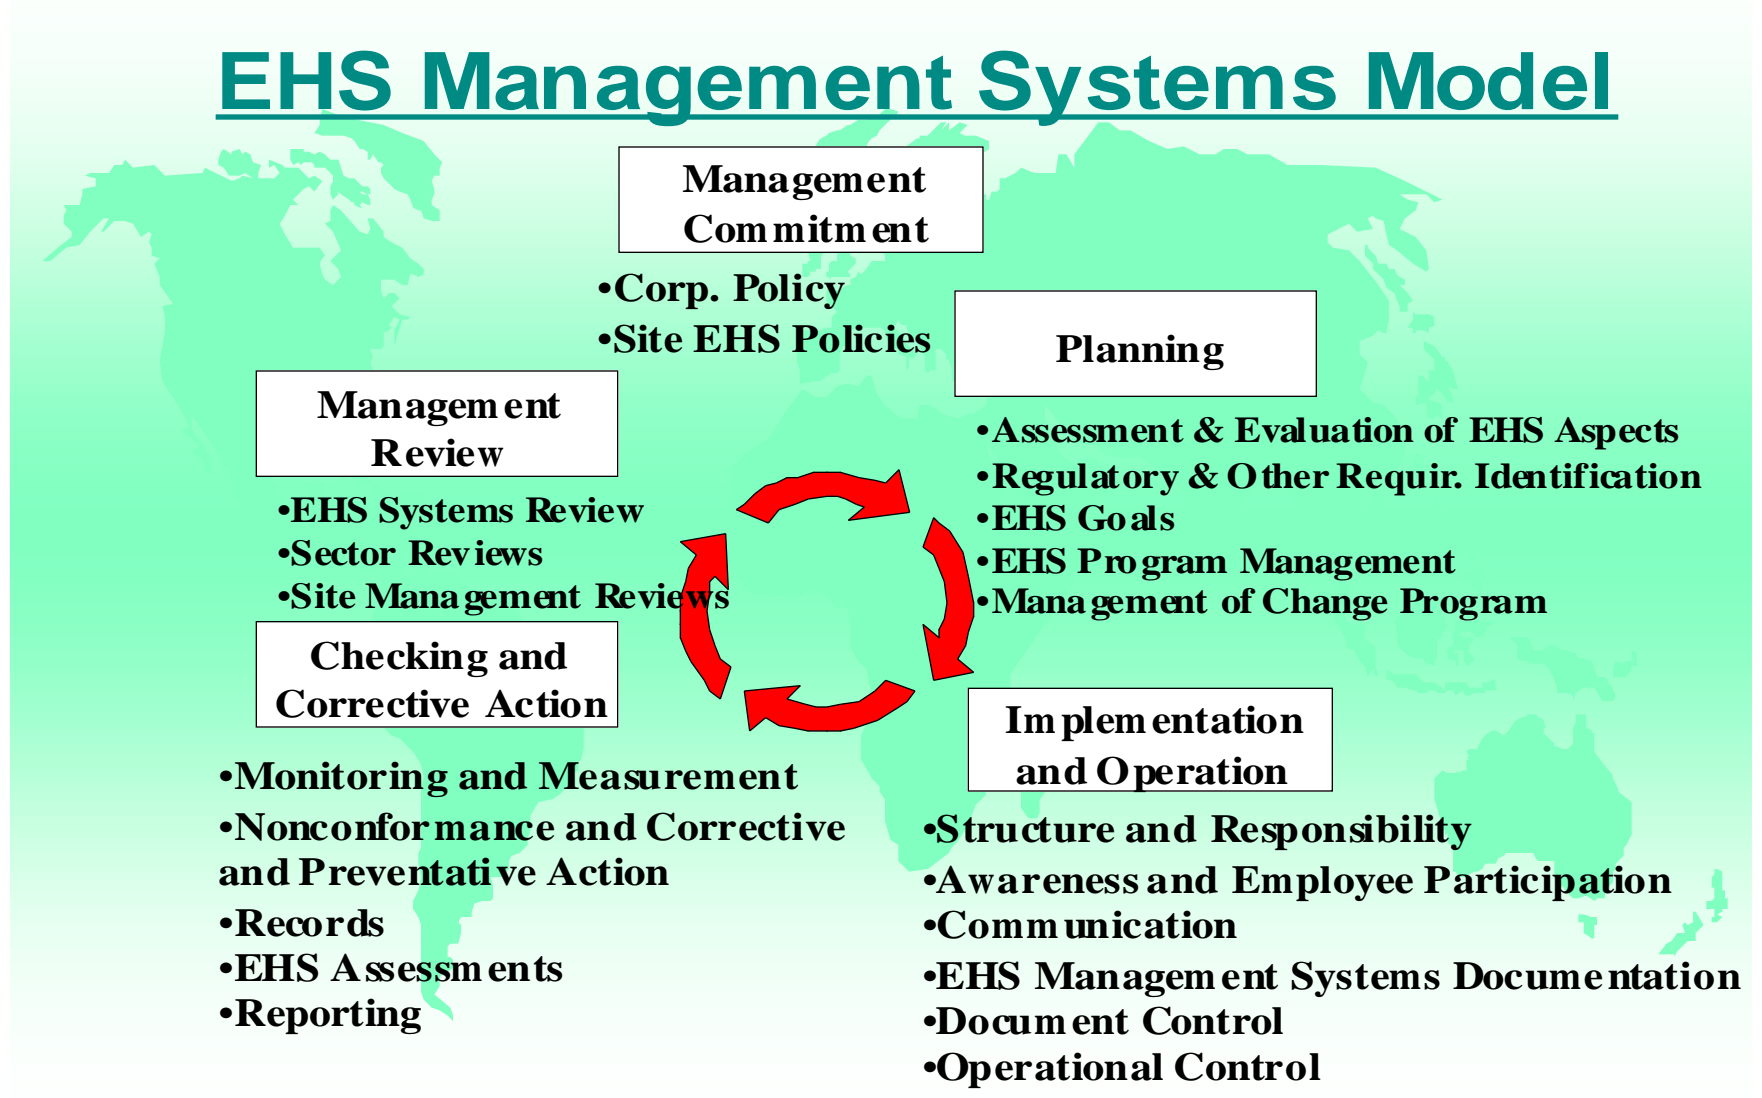 EHS Management Systems Model
Management
Commitment
•Corp. Policy
•Site EHS Policies
Planning
•Assessment & Evaluation of EHS Aspects
•Regulatory & Other Requir. Identification
•EHS Goals
•EHS Program Management
•Management of Change Program
Management
Review
•EHS Systems Review
•Sector Reviews
•Site Management Reviews
Checking and
Corrective Action
•Monitoring and Measurement
•Nonconformance and Corrective
and Preventative Action
•Records
•EHS Assessments
•Reporting
Implementation
and Operation
•Structure and Responsibility
•Awareness and Employee Participation
•Communication
•EHS Management Systems Documentation
•Document Control
•Operational Control